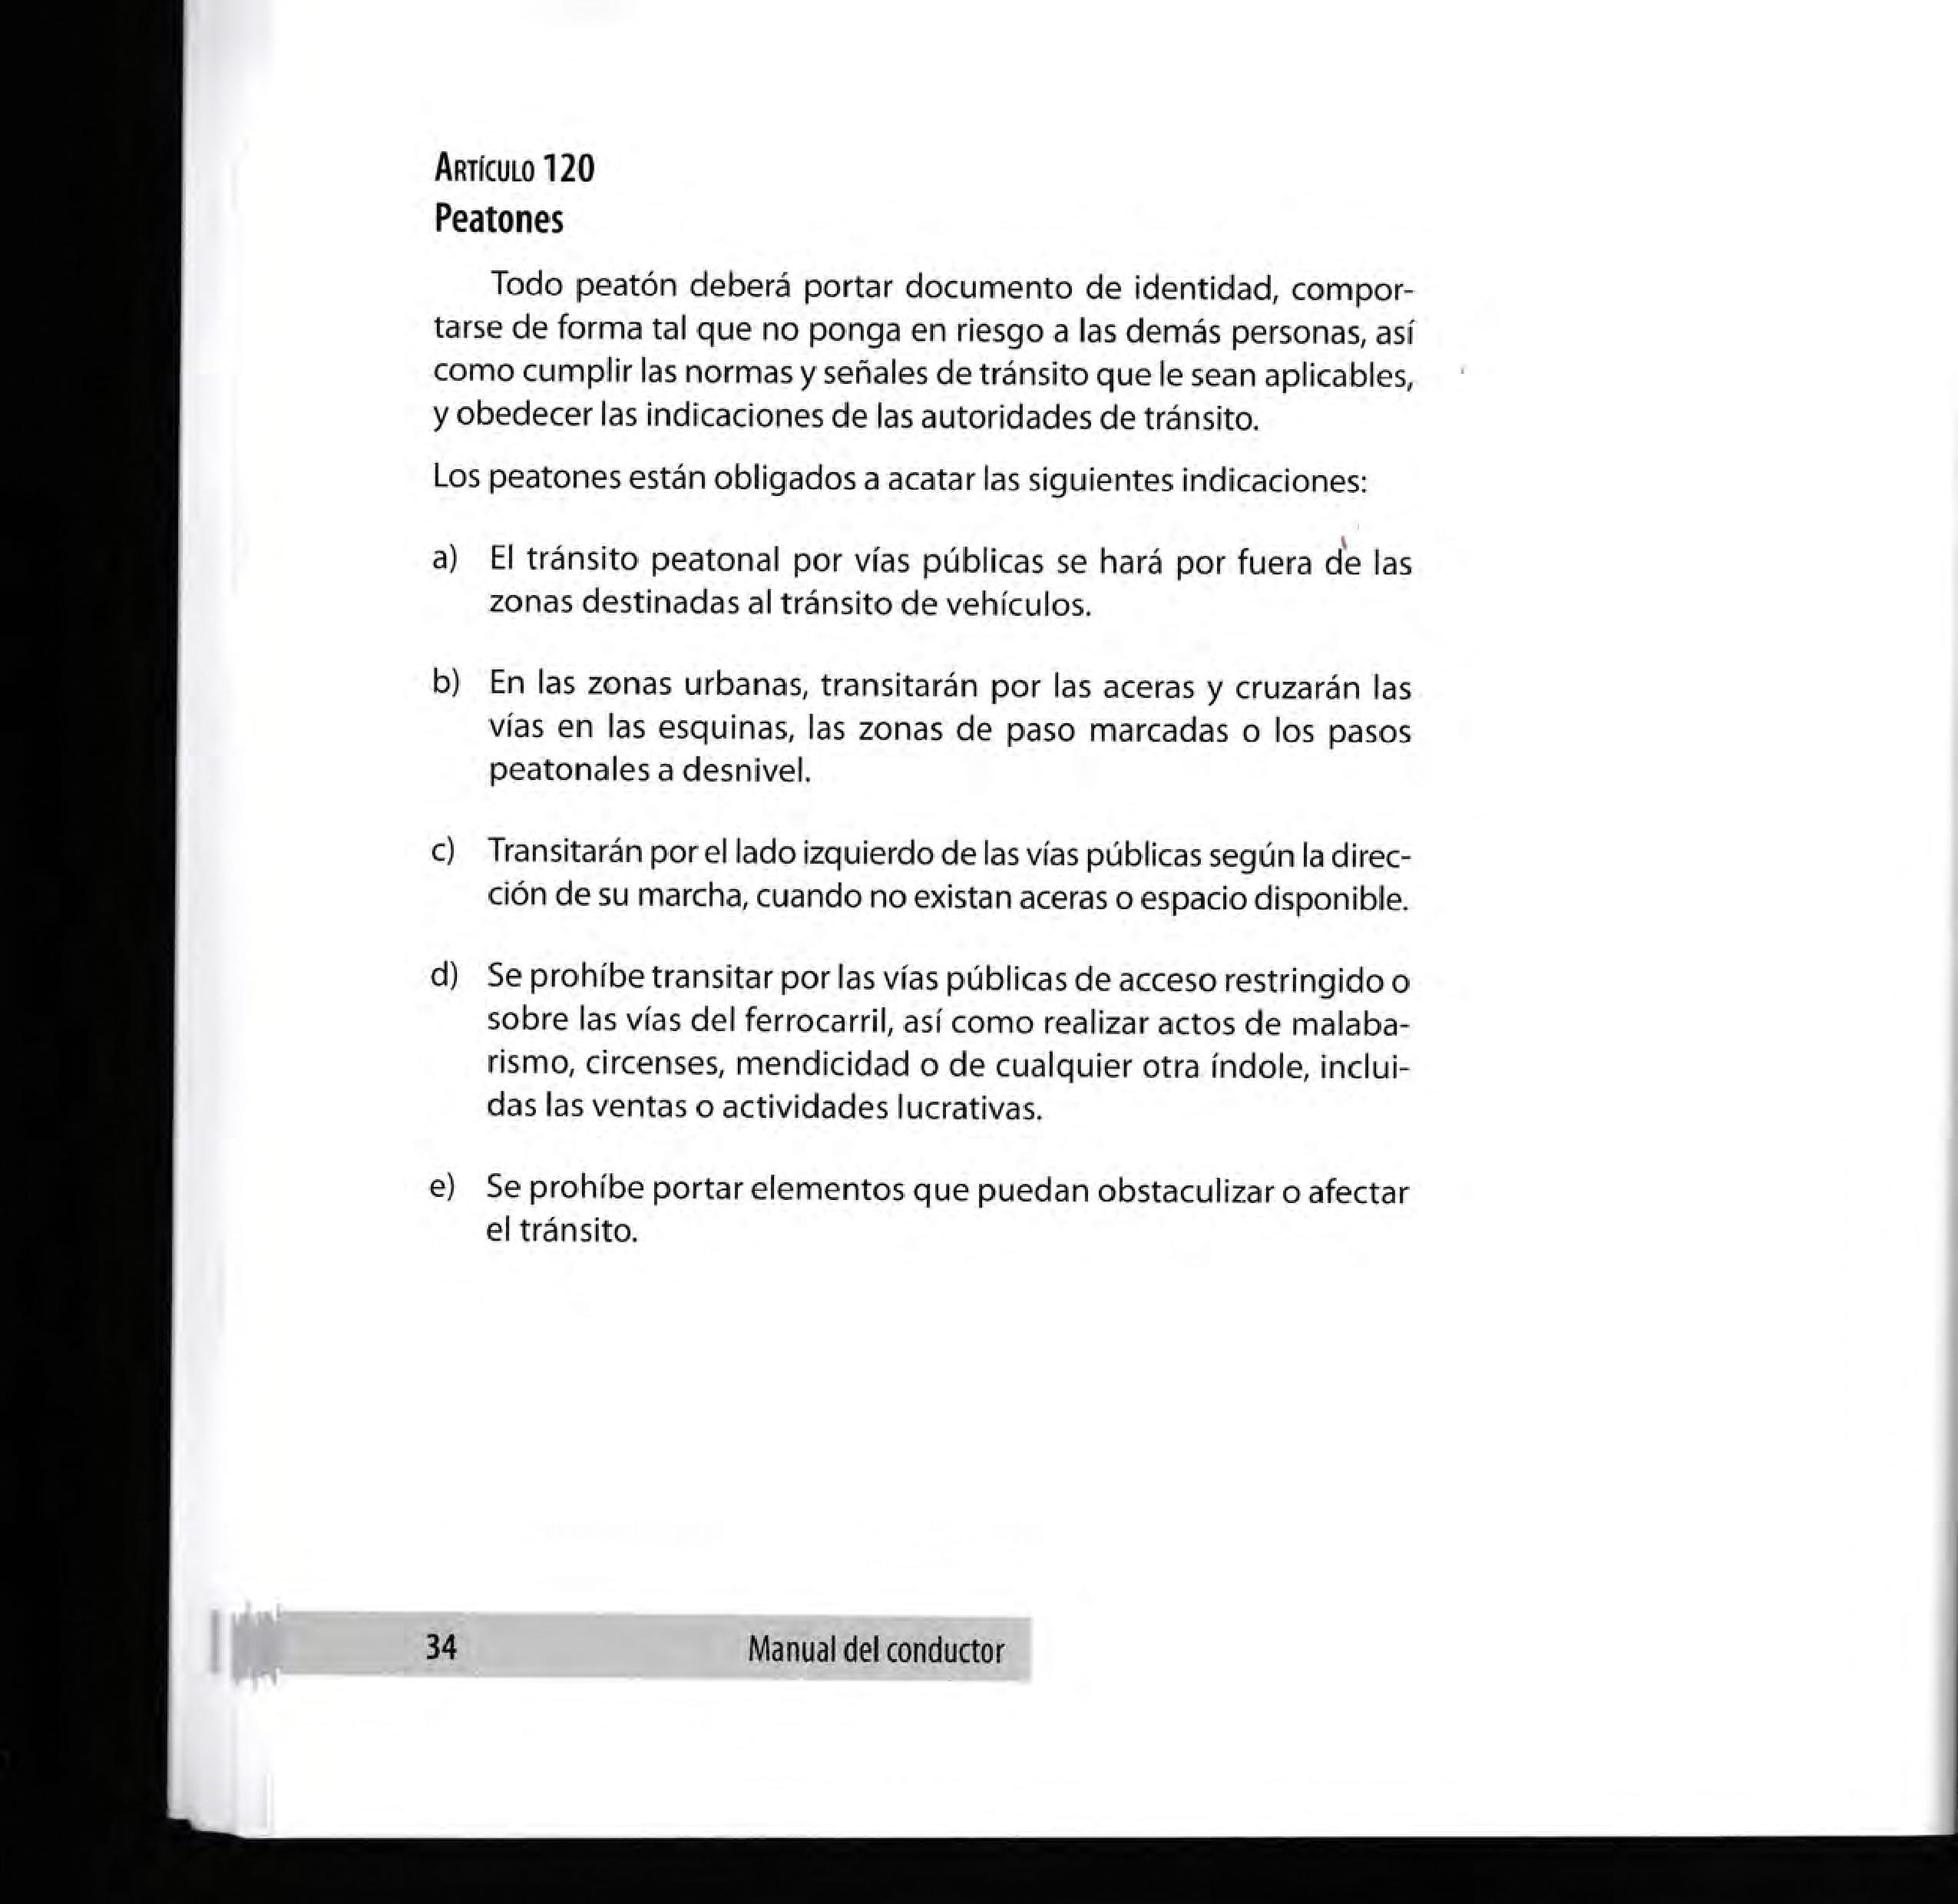 Artículo 120
Peatones
Todo peatón deberá portar documento de identidad, compor-
tarse de forma tal que no ponga en riesgo a las demás personas, así
como cumplir las normas y señales de tránsito que le sean aplicables,
y obedecer las indicaciones de las autoridades de tránsito.
Los peatones están obligados a acatar las siguientes indicaciones:
a) El tránsito peatonal por vías públicas se hará por fuera de las
zonas destinadas al tránsito de vehículos.
b) En las zonas urbanas, transitarán por las aceras y cruzarán las
vías en las esquinas, las zonas de paso marcadas o los pasos
peatonales a desnivel.
c) Transitarán por el lado izquierdo de las vías públicas según la direc-
ción de su marcha, cuando no existan aceras o espacio disponible.
d) Se prohíbe transitar por las vías públicas de acceso restringido o
sobre las vías del ferrocarril, así como realizar actos de malaba-
rismo, circenses, mendicidad o de cualquier otra índole, inclui-
das las ventas o actividades lucrativas.
e) Se prohíbe portar elementos que puedan obstaculizar o afectar
el tránsito.
34 Manual del conductor